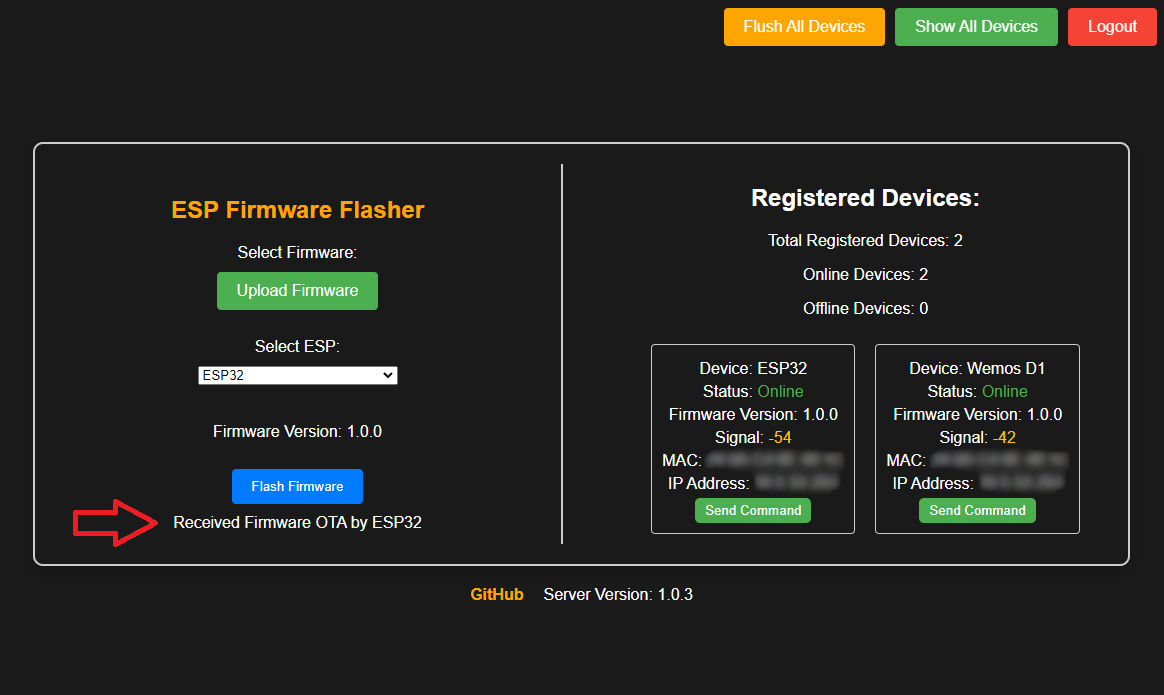 Flush All Devices Show All Devices Logout
ESP Firmware Flasher
Select Firmware:
Upload Firmware
Select ESP:
ESP32
Firmware Version: 1.0.0
Flash Firmware
Received Firmware OTA by ESP32
Registered Devices:
Total Registered Devices: 2
Online Devices: 2
Offline Devices: 0
Device: ESP32
Status: Online
Firmware Version: 1.0.0
Signal: -54
MAC:
IP Address:
Send Command
Device: Wemos D1
Status: Online
Firmware Version: 1.0.0
Signal: -42
MAC:
IP Address:
Send Command
GitHub Server Version: 1.0.3